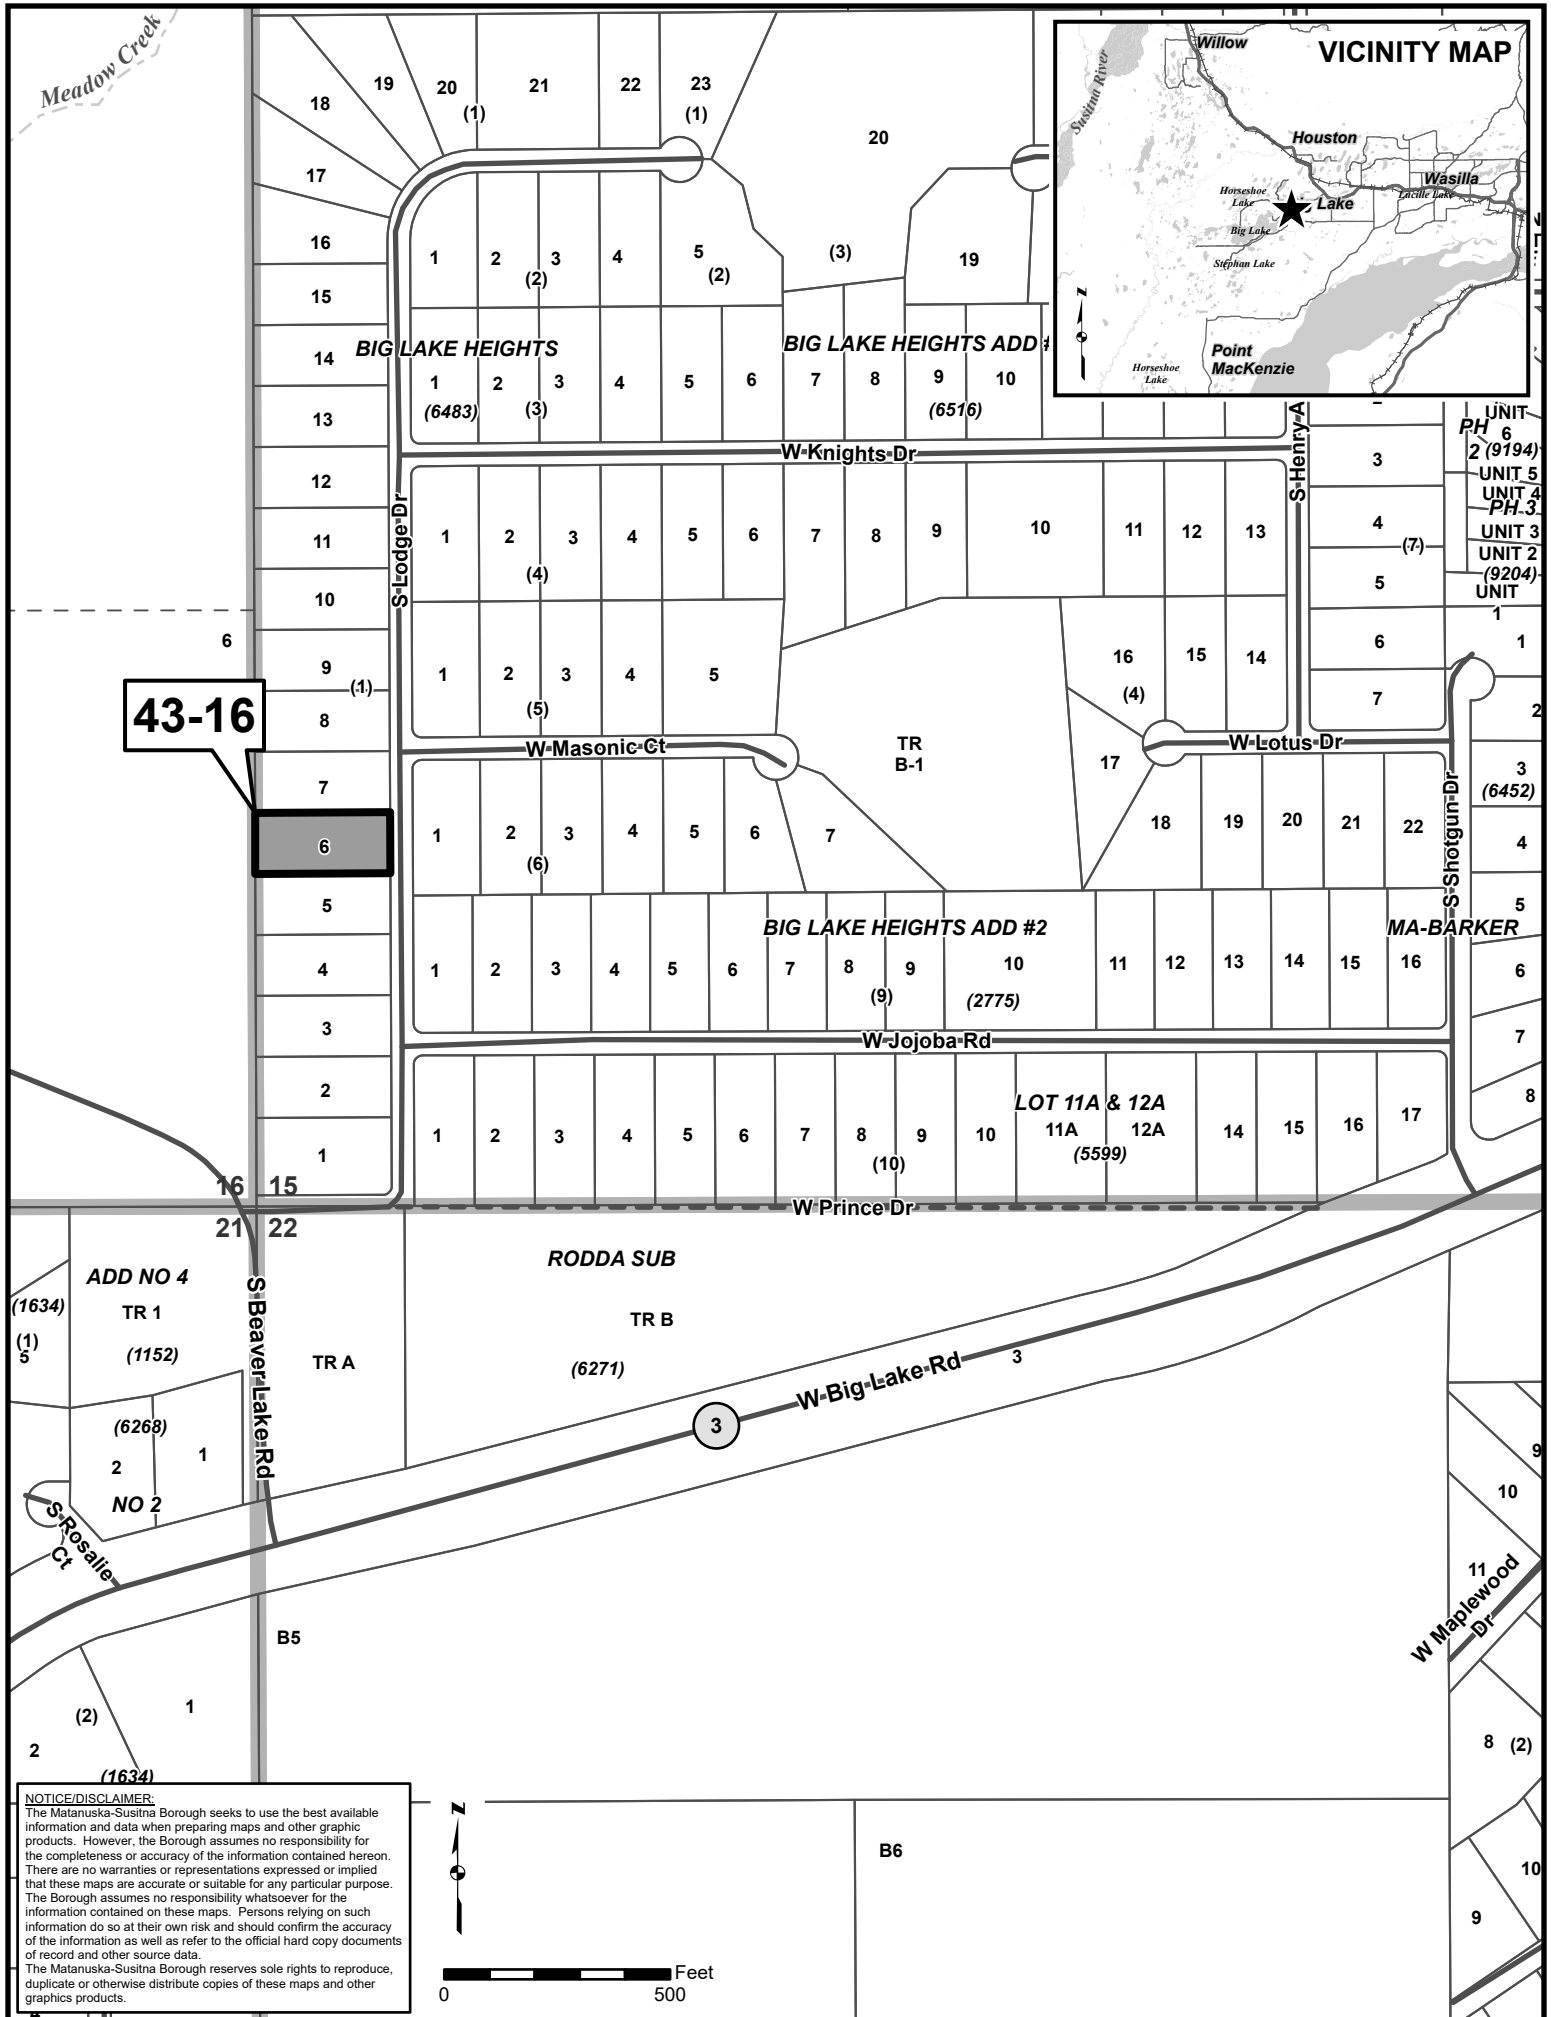 Meadow Creek
VICINITY MAP
Willow
Susitna River
Houston
Wasilla
Lucille Lake
Horseshoe
Lake
Lake
Big Lake
Stephan Lake
Point
MacKenzie
Horseshoe
Lake
z
18
19
20
(1)
21
22
23
(1)
20
17
16
15
14
13
12
11
10
9
(1)
8
7
6
5
4
3
2
1
1
2
3
(2)
4
5
(2)
(3)
19
BIG LAKE HEIGHTS
BIG LAKE HEIGHTS ADD #
1
2
3
4
5
6
7
8
9
10
(6483)
(3)
(6516)
W Knights Dr
S Lodge Dr
S Henry A
UNIT
6
PH
2
(9194)
UNIT 5
UNIT 4
PH 3
UNIT 3
UNIT 2
(9204)
UNIT
1
3
4
(7)
5
6
7
1
2
3
4
5
6
7
8
9
10
11
12
13
(4)
6
43-16
1
2
3
4
5
(5)
W Masonic Ct
TR
B-1
16
15
14
(4)
17
W Lotus Dr
1
2
3
(6452)
4
5
6
7
8
S Shotgun Dr
1
2
3
4
5
6
7
(6)
18
19
20
21
22
BIG LAKE HEIGHTS ADD #2
MA-BARKER
1
2
3
4
5
6
7
8
9
10
11
12
13
14
15
16
(9)
(2775)
W Jojoba Rd
LOT 11A & 12A
1
2
3
4
5
6
7
8
9
10
11A
12A
14
15
16
17
(10)
(5599)
16 15
21 22
W Prince Dr
RODDA SUB
ADD NO 4
TR 1
(1152)
(1634)
(1)
5
S Beaver Lake Rd
TR A
TR B
(6271)
W Big Lake Rd
3
3
(6268)
2
1
NO 2
S Rosalie
Ct
9
10
11
W Maplewood
Dr
B5
1
(2)
2
(1634)
8
(2)
10
9
B6
NOTICE/DISCLAIMER:
The Matanuska-Susitna Borough seeks to use the best available
information and data when preparing maps and other graphic
products. However, the Borough assumes no responsibility for
the completeness or accuracy of the information contained hereon.
There are no warranties or representations expressed or implied
that these maps are accurate or suitable for any particular purpose.
The Borough assumes no responsibility whatsoever for the
information contained on these maps. Persons relying on such
information do so at their own risk and should confirm the accuracy
of the information as well as refer to the official hard copy documents
of record and other source data.
The Matanuska-Susitna Borough reserves sole rights to reproduce,
duplicate or otherwise distribute copies of these maps and other
graphics products.
z
Feet
0
500